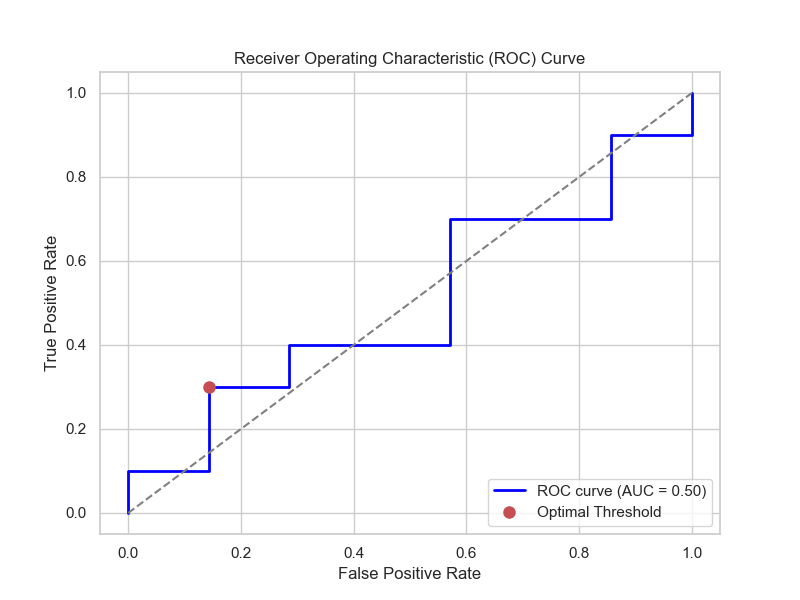 Receiver Operating Characteristic (ROC) Curve
True Positive Rate
1.0
0.8
0.6
0.4
0.2
0.0
ROC curve (AUC = 0.50)
Optimal Threshold
0.0 0.2 0.4 0.6 0.8 1.0
False Positive Rate